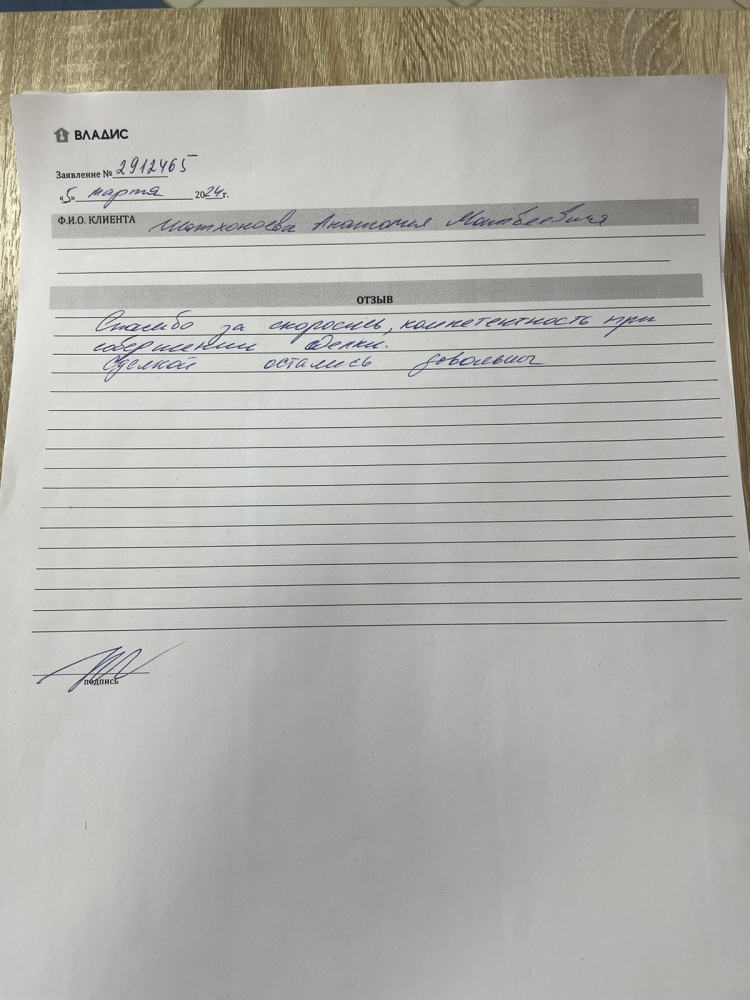 ВЛАДИС
Заявление № 2912465
«5» марта 2024 г.
Ф.И.О. КЛИЕНТА Анатолия Матвеевича
ОТЗЫВ
Спасибо за скорость, компетентность при
совершении сделки.
Сделкой остались довольны
подпись